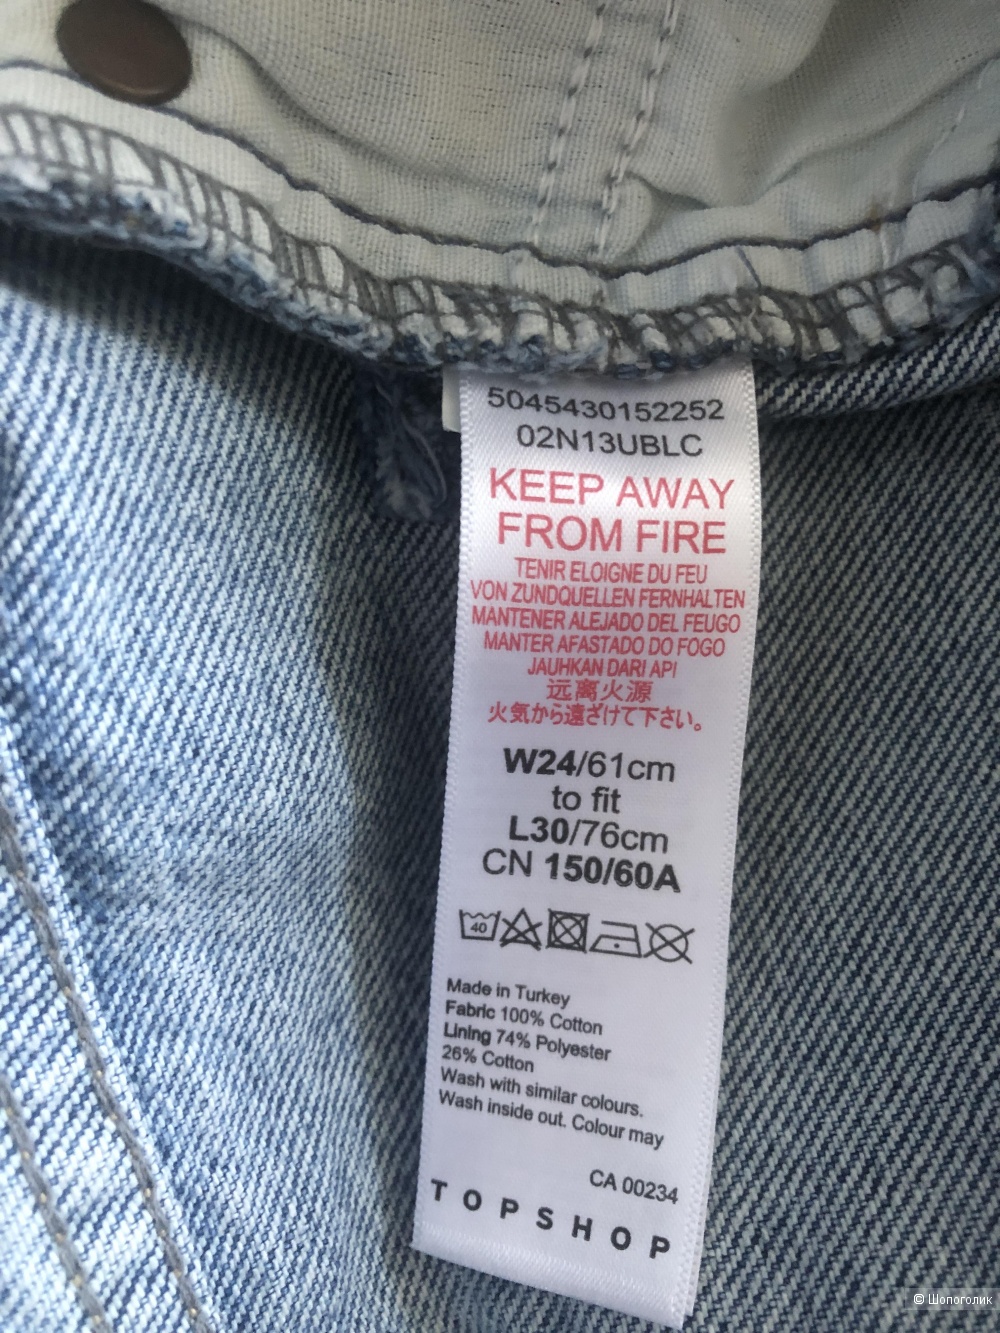 5045430152252
02N13UBLC
KEEP AWAY
FROM FIRE
TENIR ELOIGNE DU FEU
VON ZUNDQUELLEN FERNHALTEN
MANTENER ALEJADO DEL FEUGO
MANTER AFASTADO DO FOGO
JAUHKAN DARI API
远离火源
火気から遠ざけて下さい。
W24/61cm
to fit
L30/76cm
CN 150/60A
40
Made in Turkey
Fabric 100% Cotton
Lining 74% Polyester
26% Cotton
Wash with similar colours.
Wash inside out. Colour may
CA 00234
TOPSHOP
© Шопоголик